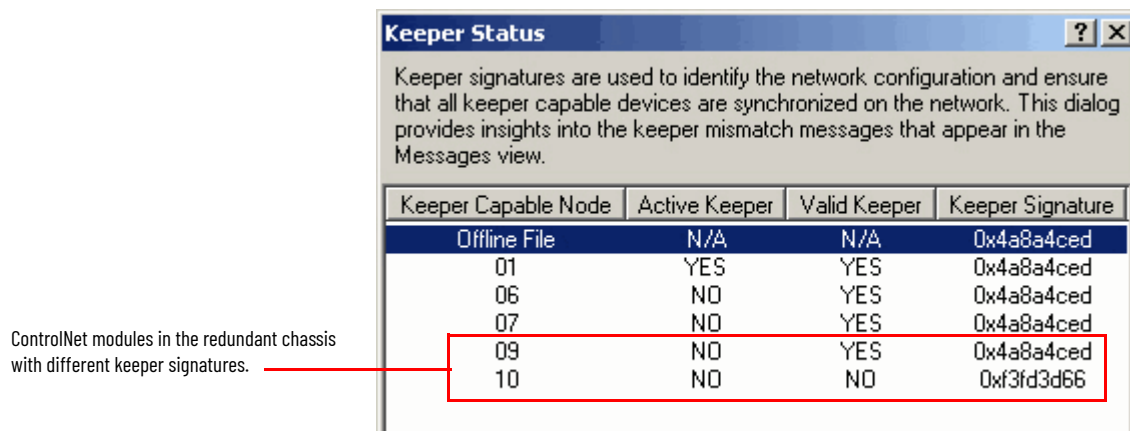 Keeper Status
Keeper signatures are used to identify the network configuration and ensure
that all keeper capable devices are synchronized on the network. This dialog
provides insights into the keeper mismatch messages that appear in the
Messages view.
Keeper Capable Node Active Keeper Valid Keeper Keeper Signature
Offline File N/A N/A 0x4a8a4ced
01 YES YES 0x4a8a4ced
06 NO YES 0x4a8a4ced
07 NO YES 0x4a8a4ced
09 NO YES 0x4a8a4ced
10 NO NO 0xf3fd3d66
ControlNet modules in the redundant chassis
with different keeper signatures.